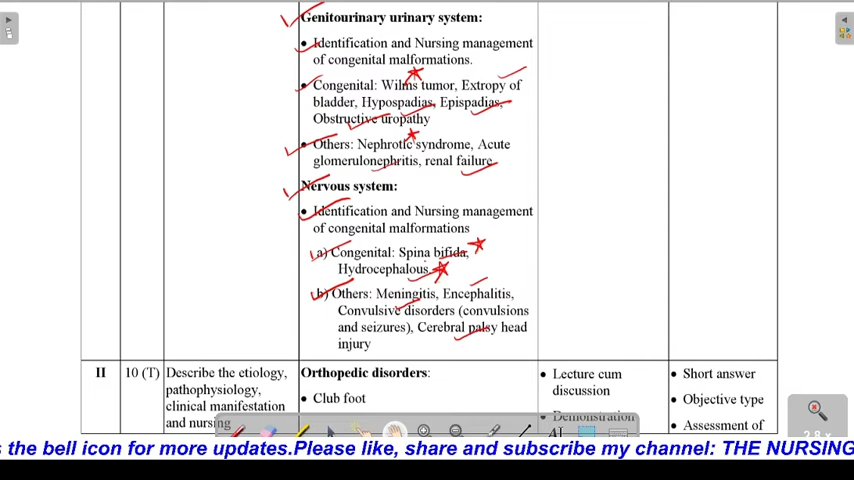 Genitourinary urinary system:
• Identification and Nursing management
of congenital malformations.
• Congenital: Wilms tumor, Extropy of
bladder, Hypospadias, Epispadias,
Obstructive uropathy
• Others: Nephrotic syndrome, Acute
glomerulonephritis, renal failure
Nervous system:
• Identification and Nursing management
of congenital malformations
a) Congenital: Spina bifida,
Hydrocephalous.
b) Others: Meningitis, Encephalitis,
Convulsive disorders (convulsions
and seizures), Cerebral palsy head
injury
II
10 (T)
Describe the etiology,
pathophysiology,
clinical manifestation
and nursing
Orthopedic disorders:
• Club foot
• Lecture cum
discussion
• Demonstration
• Short answer
• Objective type
• Assessment of
2.8 x
s the bell icon for more updates.Please like, share and subscribe my channel: THE NURSING